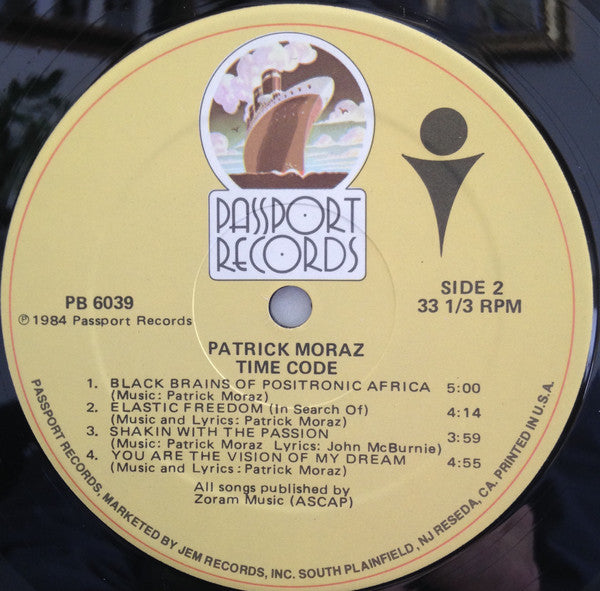 PASSPORT
RECORDS
PB 6039
℗1984 Passport Records
SIDE 2
33 1/3 RPM
PATRICK MORAZ
TIME CODE
1. BLACK BRAINS OF POSITRONIC AFRICA 5:00
(Music: Patrick Moraz)
2. ELASTIC FREEDOM (In Search Of) 4:14
(Music and Lyrics: Patrick Moraz)
3. SHAKIN WITH THE PASSION 3:59
(Music: Patrick Moraz Lyrics: John McBurnie)
4. YOU ARE THE VISION OF MY DREAM 4:55
(Music and Lyrics: Patrick Moraz)
All songs published by
Zoram Music (ASCAP)
PASSPORT RECORDS, MARKETED BY JEM RECORDS, INC. SOUTH PLAINFIELD, NJ RESEDA, CA. PRINTED IN U.S.A.